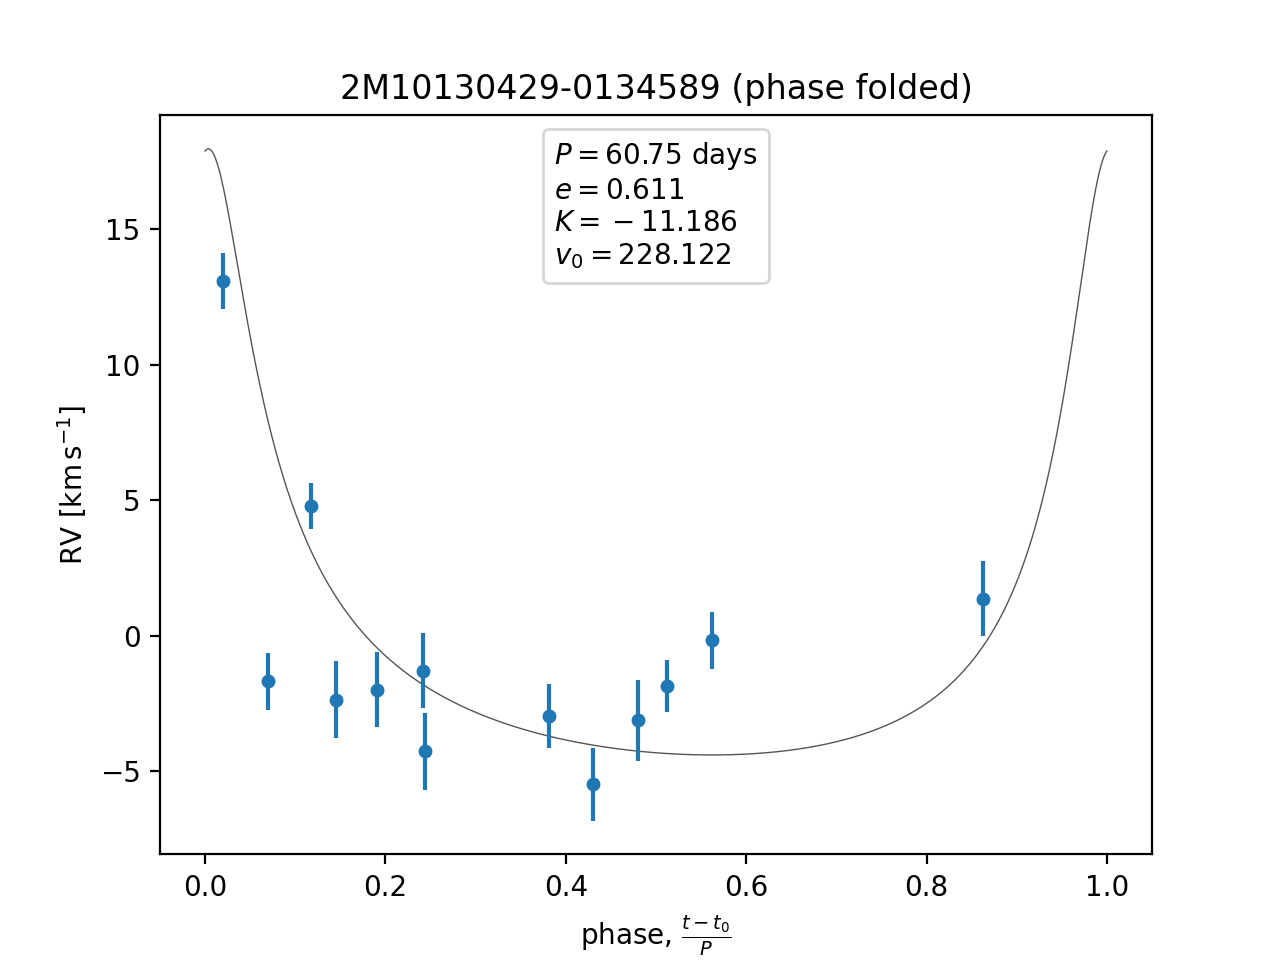 2M10130429-0134589 (phase folded)
P = 60.75 days
e = 0.611
K = −11.186
v₀ = 228.122
RV [km s⁻¹]
15
10
5
0
−5
0.0 0.2 0.4 0.6 0.8 1.0
phase, (t − t₀)/P